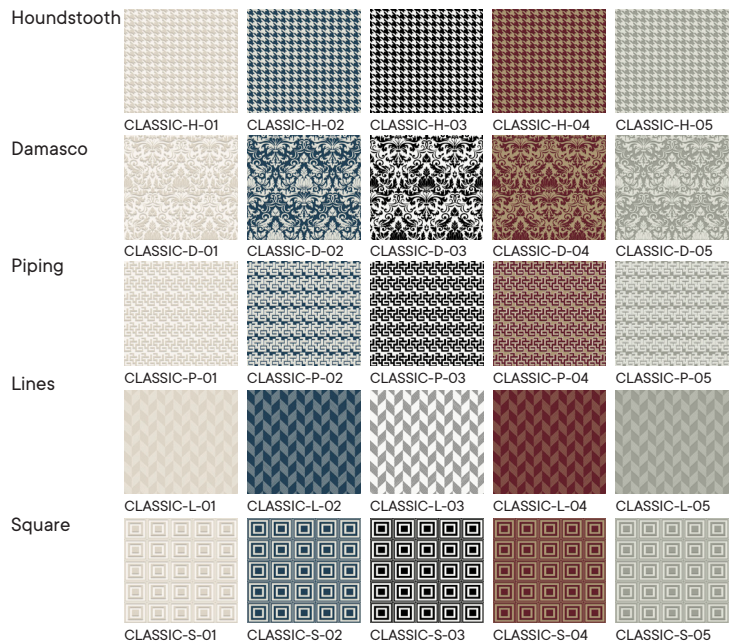 Houndstooth
CLASSIC-H-01 CLASSIC-H-02 CLASSIC-H-03 CLASSIC-H-04 CLASSIC-H-05
Damasco
CLASSIC-D-01 CLASSIC-D-02 CLASSIC-D-03 CLASSIC-D-04 CLASSIC-D-05
Piping
CLASSIC-P-01 CLASSIC-P-02 CLASSIC-P-03 CLASSIC-P-04 CLASSIC-P-05
Lines
CLASSIC-L-01 CLASSIC-L-02 CLASSIC-L-03 CLASSIC-L-04 CLASSIC-L-05
Square
CLASSIC-S-01 CLASSIC-S-02 CLASSIC-S-03 CLASSIC-S-04 CLASSIC-S-05